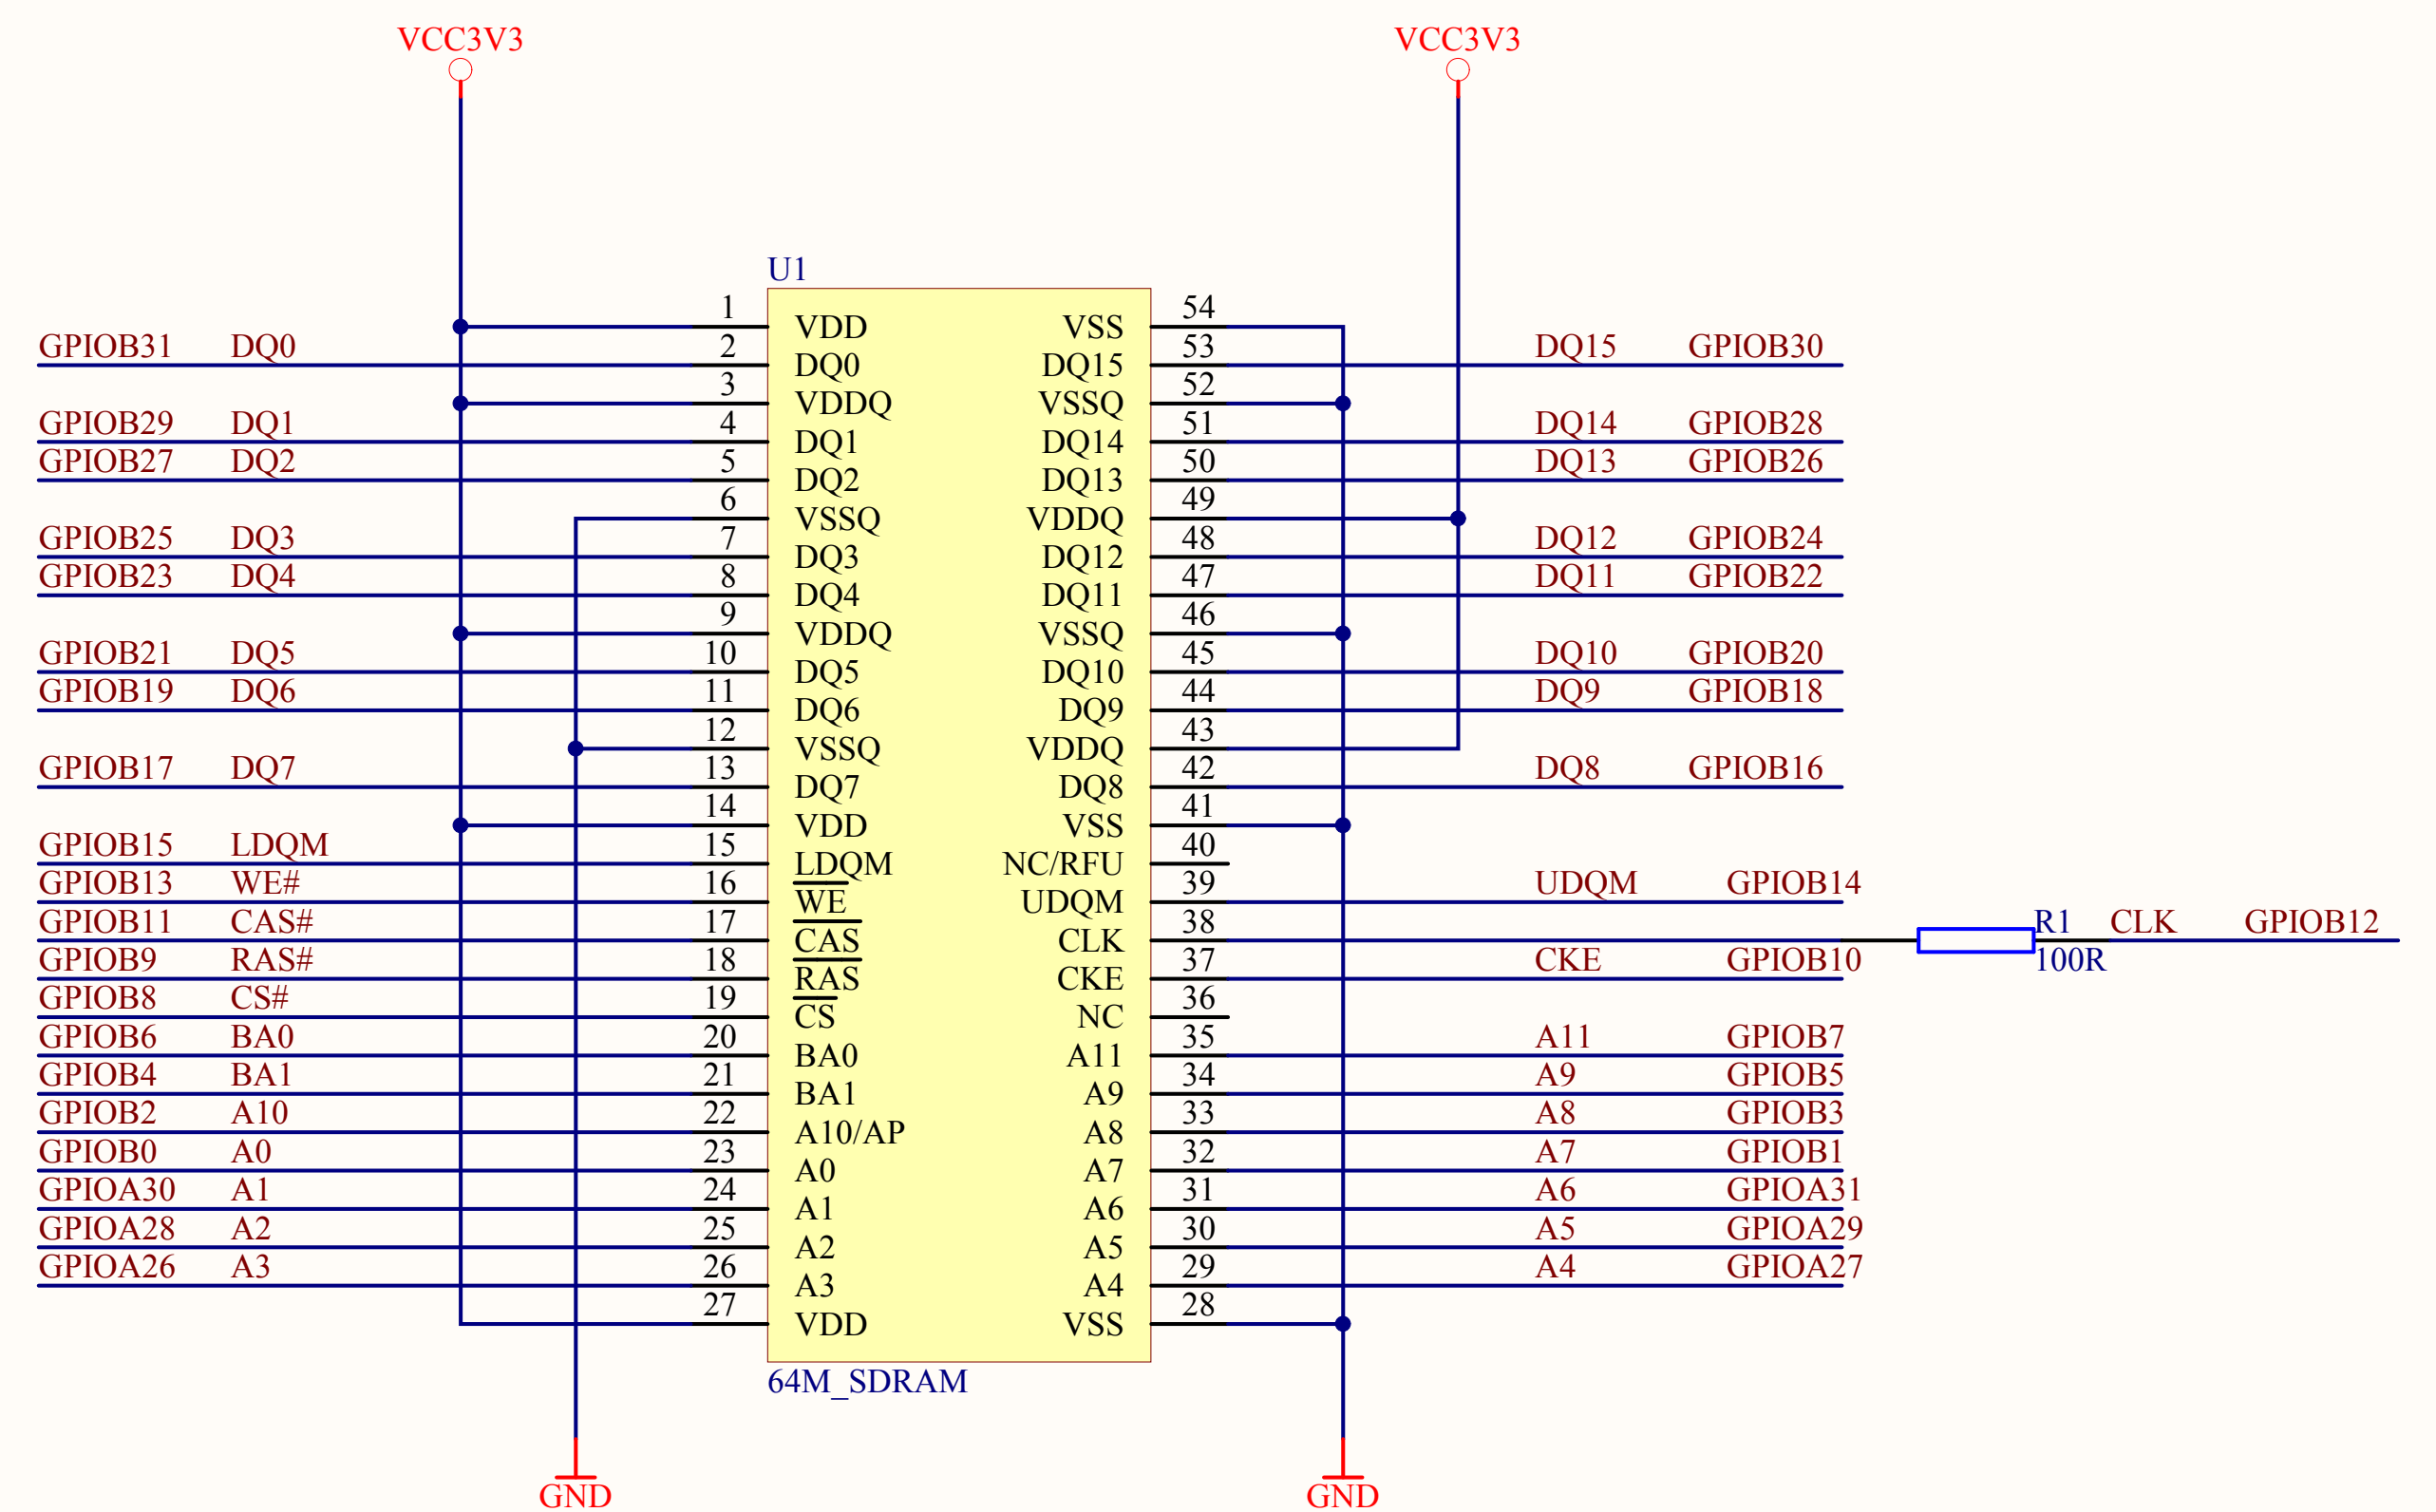 VCC3V3 VCC3V3
U1
1 VDD VSS 54
GPIOB31 DQ0 2 DQ0 DQ15 53 DQ15 GPIOB30
3 VDDQ VSSQ 52
GPIOB29 DQ1 4 DQ1 DQ14 51 DQ14 GPIOB28
GPIOB27 DQ2 5 DQ2 DQ13 50 DQ13 GPIOB26
6 VSSQ VDDQ 49
GPIOB25 DQ3 7 DQ3 DQ12 48 DQ12 GPIOB24
GPIOB23 DQ4 8 DQ4 DQ11 47 DQ11 GPIOB22
9 VDDQ VSSQ 46
GPIOB21 DQ5 10 DQ5 DQ10 45 DQ10 GPIOB20
GPIOB19 DQ6 11 DQ6 DQ9 44 DQ9 GPIOB18
12 VSSQ VDDQ 43
GPIOB17 DQ7 13 DQ7 DQ8 42 DQ8 GPIOB16
14 VDD VSS 41
GPIOB15 LDQM 15 LDQM NC/RFU 40
GPIOB13 WE# 16 WE UDQM 39 UDQM GPIOB14
GPIOB11 CAS# 17 CAS CLK 38 R1 CLK GPIOB12
GPIOB9 RAS# 18 RAS CKE 37 CKE GPIOB10 100R
GPIOB8 CS# 19 CS NC 36
GPIOB6 BA0 20 BA0 A11 35 A11 GPIOB7
GPIOB4 BA1 21 BA1 A9 34 A9 GPIOB5
GPIOB2 A10 22 A10/AP A8 33 A8 GPIOB3
GPIOB0 A0 23 A0 A7 32 A7 GPIOB1
GPIOA30 A1 24 A1 A6 31 A6 GPIOA31
GPIOA28 A2 25 A2 A5 30 A5 GPIOA29
GPIOA26 A3 26 A3 A4 29 A4 GPIOA27
27 VDD VSS 28
64M_SDRAM
GND GND